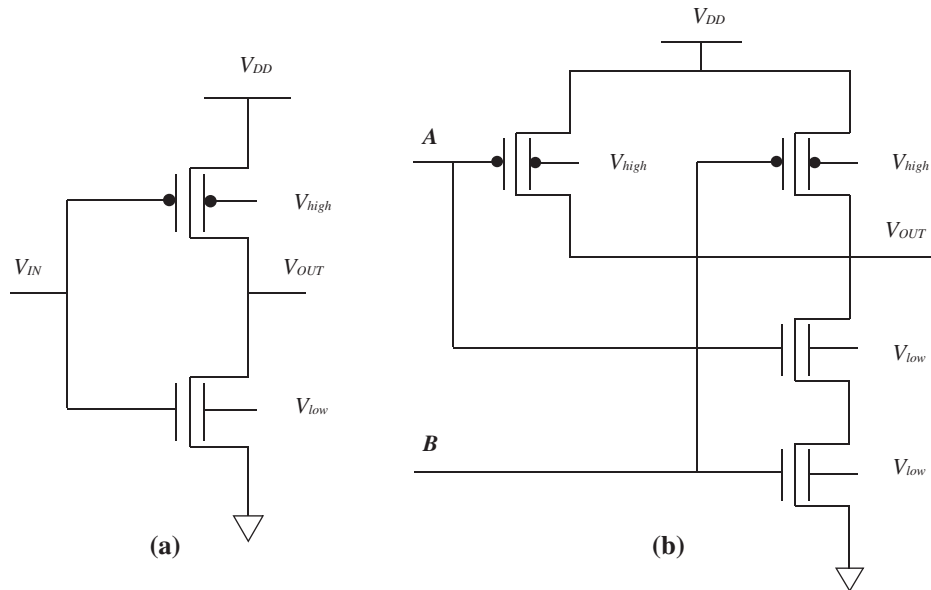 V_DD
V_high
V_IN
V_OUT
V_low
(a)
V_DD
A
V_high
V_high
V_OUT
V_low
B
V_low
(b)